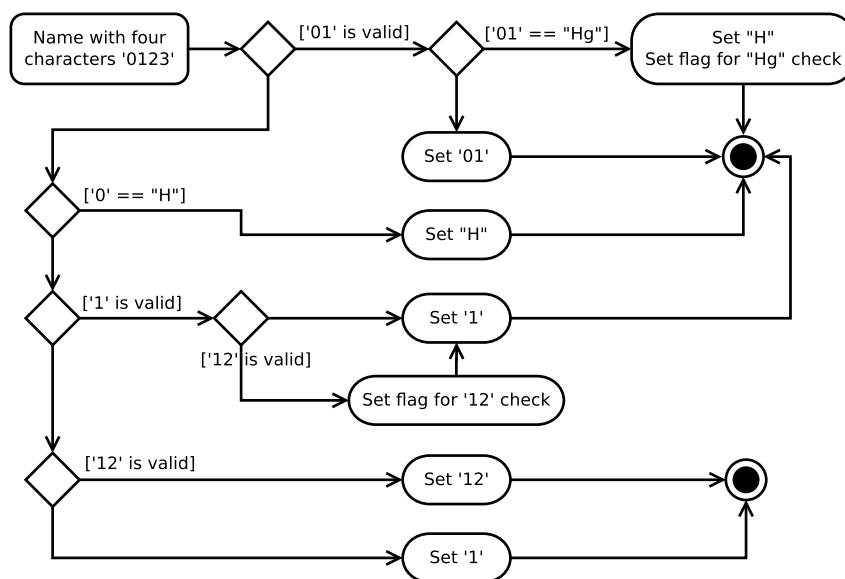 Name with four
characters '0123'
['01' is valid]
['01' == "Hg"]
Set "H"
Set flag for "Hg" check
Set '01'
['0' == "H"]
Set "H"
['1' is valid]
Set '1'
['12' is valid]
Set flag for '12' check
['12' is valid]
Set '12'
Set '1'